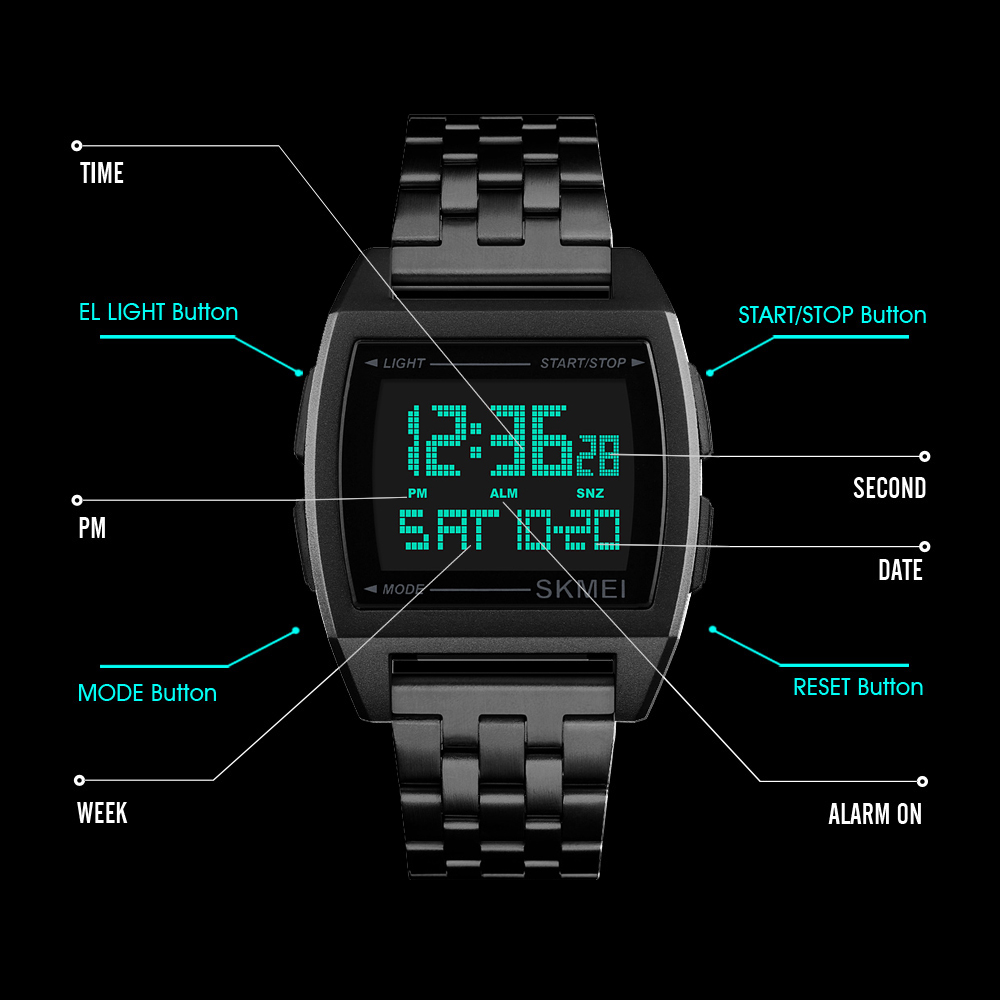 TIME
EL LIGHT Button
START/STOP Button
LIGHT
START/STOP
12:36 28
SECOND
PM
ALM
SNZ
PM
SAT 10-20
DATE
MODE
SKMEI
MODE Button
RESET Button
WEEK
ALARM ON